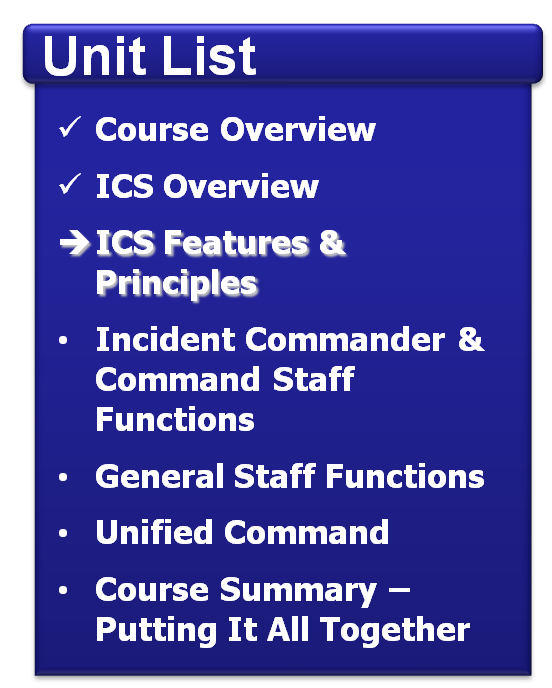 Unit List
✓ Course Overview
✓ ICS Overview
➔ ICS Features &
Principles
• Incident Commander &
Command Staff
Functions
• General Staff Functions
• Unified Command
• Course Summary –
Putting It All Together